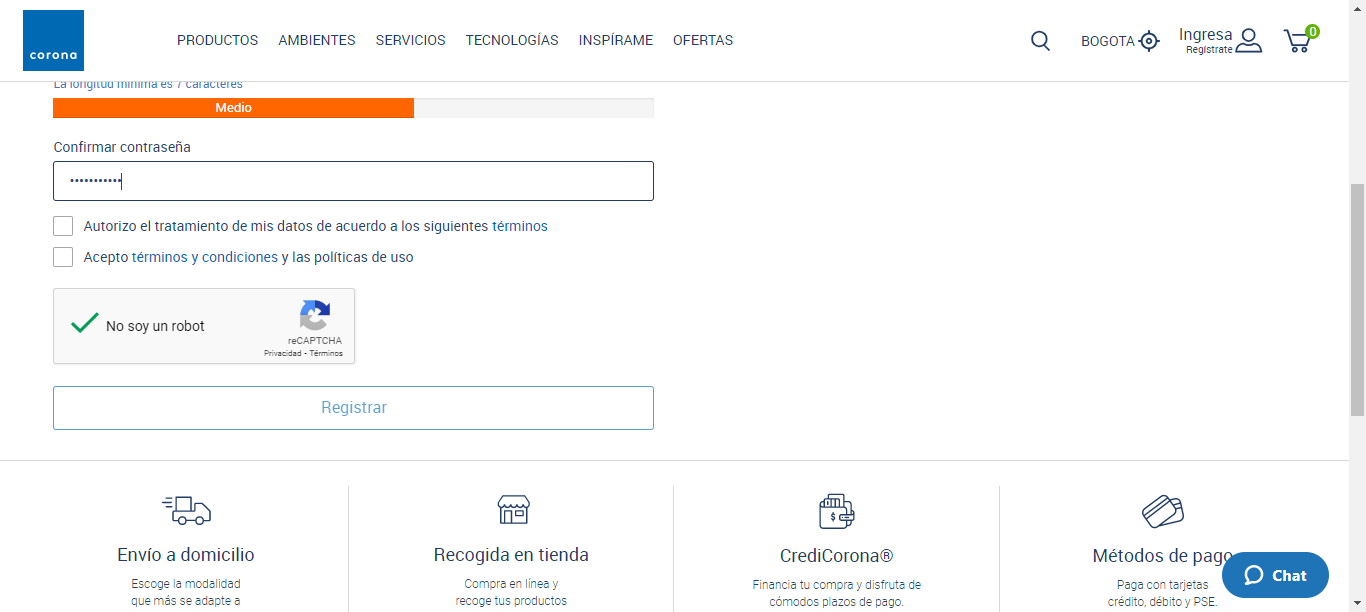 corona
PRODUCTOS AMBIENTES SERVICIOS TECNOLOGÍAS INSPÍRAME OFERTAS
BOGOTA
Ingresa
Regístrate
0
La longitud mínima es 7 caracteres
Medio
Confirmar contraseña
•••••••••••
Autorizo el tratamiento de mis datos de acuerdo a los siguientes términos
Acepto términos y condiciones y las políticas de uso
No soy un robot
reCAPTCHA
Privacidad - Términos
Registrar
Envío a domicilio
Escoge la modalidad
que más se adapte a
Recogida en tienda
Compra en línea y
recoge tus productos
CrediCorona®
Financia tu compra y disfruta de
cómodos plazos de pago.
Métodos de pago
Paga con tarjetas
crédito, débito y PSE.
Chat